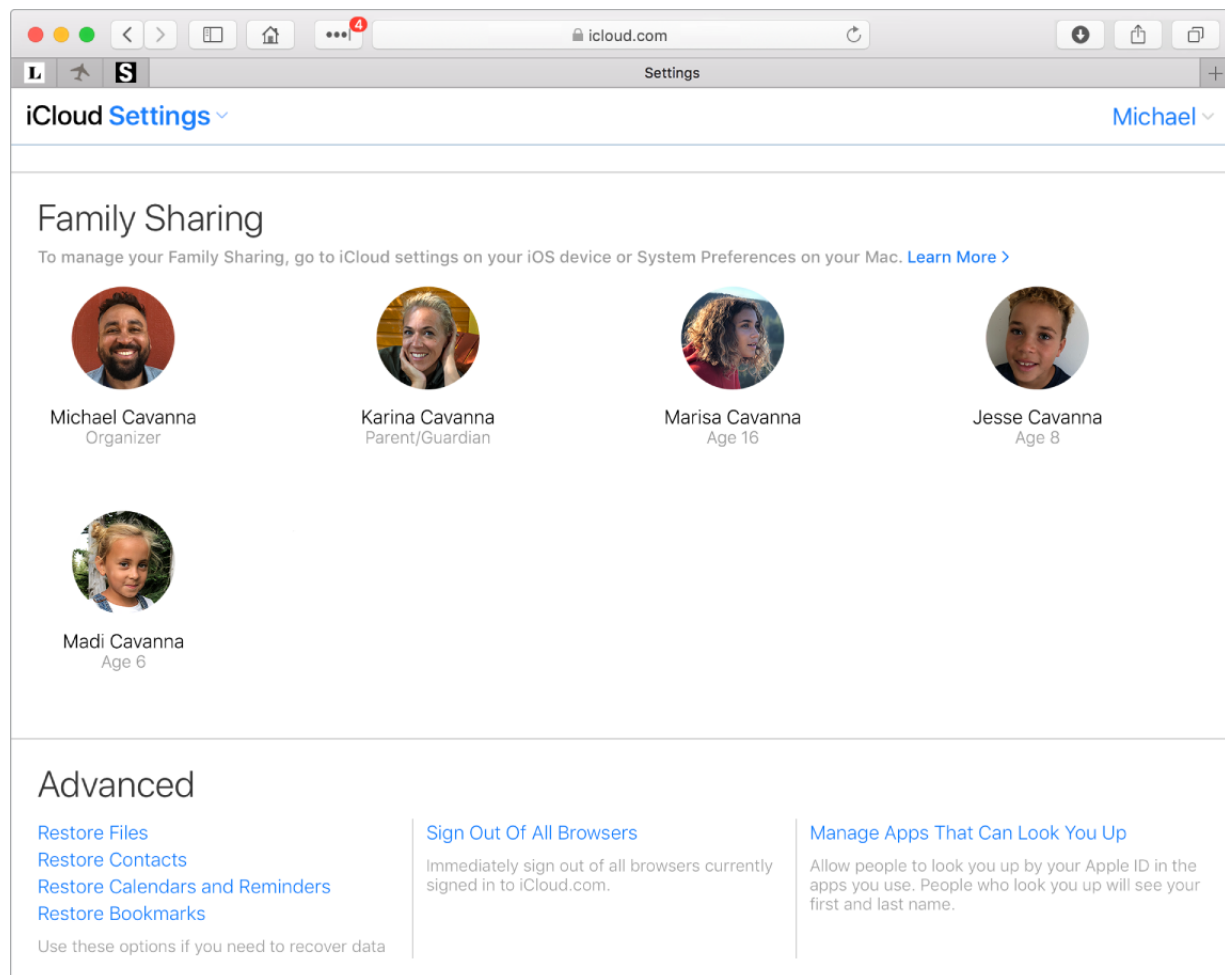 4
icloud.com
L
S
Settings
iCloud Settings
Michael
Family Sharing
To manage your Family Sharing, go to iCloud settings on your iOS device or System Preferences on your Mac. Learn More >
Michael Cavanna
Organizer
Karina Cavanna
Parent/Guardian
Marisa Cavanna
Age 16
Jesse Cavanna
Age 8
Madi Cavanna
Age 6
Advanced
Restore Files
Restore Contacts
Restore Calendars and Reminders
Restore Bookmarks
Use these options if you need to recover data
Sign Out Of All Browsers
Immediately sign out of all browsers currently
signed in to iCloud.com.
Manage Apps That Can Look You Up
Allow people to look you up by your Apple ID in the
apps you use. People who look you up will see your
first and last name.